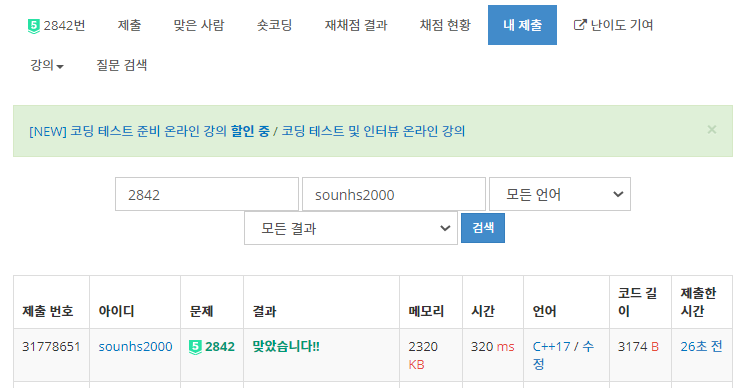 5 2842번 제출 맞은 사람 숏코딩 재채점 결과 채점 현황 내 제출 난이도 기여
강의 질문 검색
[NEW] 코딩 테스트 준비 온라인 강의 할인 중 / 코딩 테스트 및 인터뷰 온라인 강의 ×
2842 sounhs2000 모든 언어
모든 결과 검색
제출 번호 아이디 문제 결과 메모리 시간 언어 코드 길이 제출한 시간
31778651 sounhs2000 5 2842 맞았습니다!! 2320 KB 320 ms C++17 / 수정 3174 B 26초 전